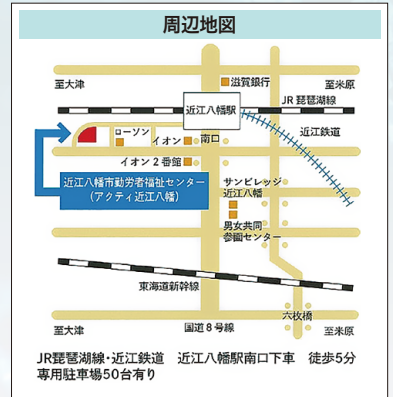 周辺地図
滋賀銀行
至大津
至米原
JR琵琶湖線
近江八幡駅
近江鉄道
ローソン
イオン
南口
イオン2番館
近江八幡市勤労者福祉センター
(アクティ近江八幡)
サンビレッジ
近江八幡
男女共同
参画センター
東海道新幹線
六枚橋
至大津
国道8号線
至米原
JR琵琶湖線・近江鉄道 近江八幡駅南口下車 徒歩5分
専用駐車場50台有り